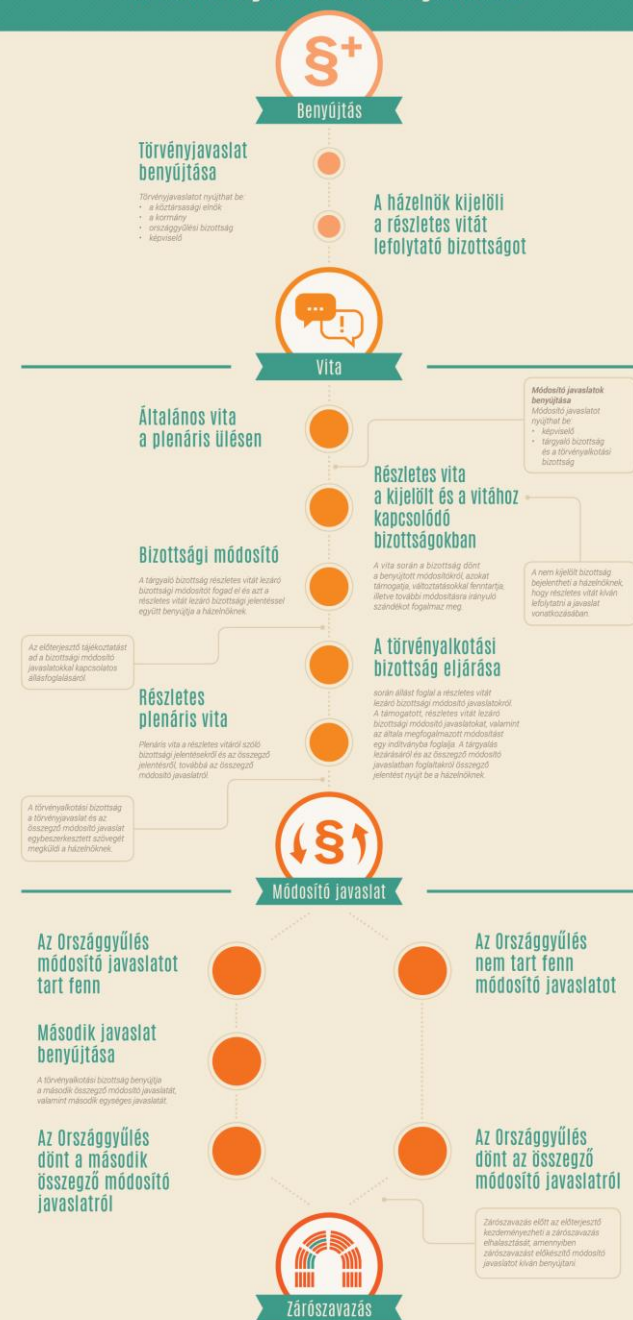 §+
Benyújtás
Törvényjavaslat
benyújtása
Törvényjavaslatot nyújthat be:
• a köztársasági elnök
• a kormány
• országgyűlési bizottság
• képviselő
A házelnök kijelöli
a részletes vitát
lefolytató bizottságot
Vita
Általános vita
a plenáris ülésen
Módosító javaslatok
benyújtása
Módosító javaslatot
nyújthat be:
• képviselő
• tárgyaló bizottság
és a törvényalkotási
bizottság
Részletes vita
a kijelölt és a vitához
kapcsolódó
bizottságokban
A vita során a bizottság dönt
a benyújtott módosítókról, azokat
támogatja, változtatásokkal fenntartja,
illetve további módosításra irányuló
szándékot fogalmaz meg.
A nem kijelölt bizottság
bejelentheti a házelnöknek,
hogy részletes vitát kíván
lefolytatni a javaslat
vonatkozásában.
Bizottsági módosító
A tárgyaló bizottság részletes vitát lezáró
bizottsági módosítót fogad el és azt a
részletes vitát lezáró bizottsági jelentéssel
együtt benyújtja a házelnöknek.
Az előterjesztő tájékoztatást
ad a bizottsági módosító
javaslatokkal kapcsolatos
állásfoglalásáról.
A törvényalkotási
bizottság eljárása
során állást foglal a részletes vitát
lezáró bizottsági módosító javaslatokról.
A támogatott, részletes vitát lezáró
bizottsági módosító javaslatokat, valamint
az általa megfogalmazott módosítást
egy indítványba foglalja. A tárgyalás
lezárásáról és az összegző módosító
javaslatban foglaltakról összegző
jelentést nyújt be a házelnöknek.
Részletes
plenáris vita
Plenáris vita a részletes vitáról szóló
bizottsági jelentésekről és az összegző
jelentésről, továbbá az összegző
módosító javaslatról.
A törvényalkotási bizottság
a törvényjavaslat és az
összegző módosító javaslat
egybeszerkesztett szövegét
megküldi a házelnöknek.
§
Módosító javaslat
Az Országgyűlés
módosító javaslatot
tart fenn
Az Országgyűlés
nem tart fenn
módosító javaslatot
Második javaslat
benyújtása
A törvényalkotási bizottság benyújtja
a második összegző módosító javaslatát,
valamint második egységes javaslatát.
Az Országgyűlés
dönt a második
összegző módosító
javaslatról
Az Országgyűlés
dönt az összegző
módosító javaslatról
Zárószavazás előtt az előterjesztő
kezdeményezheti a zárószavazás
elhalasztását, amennyiben
zárószavazást előkészítő módosító
javaslatot kíván benyújtani.
Zárószavazás